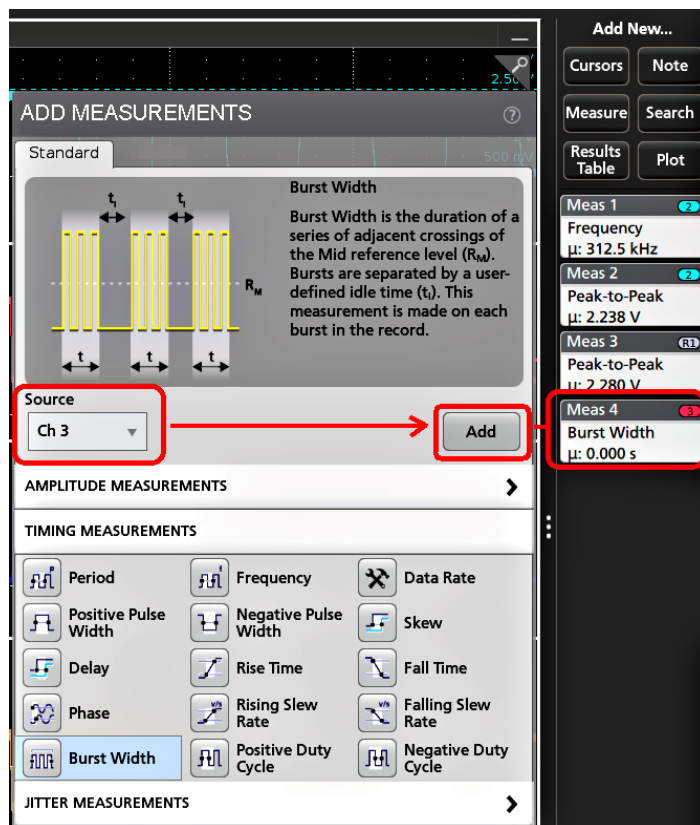 Add New...
Cursors
Note
2.50
ADD MEASUREMENTS
?
Measure
Search
Standard
500 mV
Results
Table
Plot
Burst Width
Burst Width is the duration of a
series of adjacent crossings of
the Mid reference level (RM).
Bursts are separated by a user-
defined idle time (tI). This
measurement is made on each
burst in the record.
tI
tI
RM
t
t
t
Meas 1
2
Frequency
μ: 312.5 kHz
Meas 2
2
Peak-to-Peak
μ: 2.238 V
Meas 3
R1
Peak-to-Peak
μ: 2.280 V
Meas 4
3
Burst Width
μ: 0.000 s
Source
Ch 3
Add
AMPLITUDE MEASUREMENTS
TIMING MEASUREMENTS
Period
Frequency
Data Rate
Positive Pulse
Width
Negative Pulse
Width
Skew
Delay
Rise Time
Fall Time
Phase
V/s
Rising Slew
Rate
V/s
Falling Slew
Rate
Burst Width
Positive Duty
Cycle
Negative Duty
Cycle
JITTER MEASUREMENTS